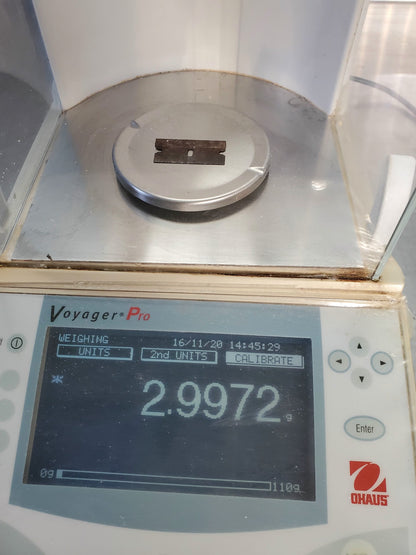 Voyager® Pro
WEIGHING 16/11/20 14:45:29
UNITS 2nd UNITS CALIBRATE
2.9972 g
0g 110g
Enter
OHAUS